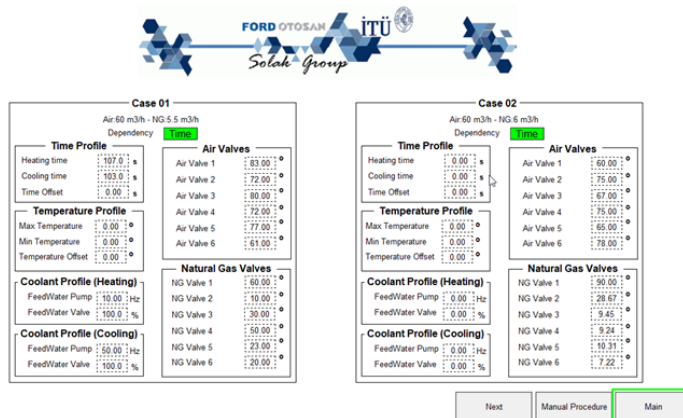 FORD OTOSAN
İTÜ
Solak Group
Case 01
Air:60 m3/h - NG:5.5 m3/h
Dependency Time
Time Profile
Heating time 107.0 s
Cooling time 103.0 s
Time Offset 0.00 s
Temperature Profile
Max Temperature 0.00 °
Min Temperature 0.00 °
Temperature Offset 0.00 °
Coolant Profile (Heating)
FeedWater Pump 10.00 Hz
FeedWater Valve 100.0 %
Coolant Profile (Cooling)
FeedWater Pump 50.00 Hz
FeedWater Valve 100.0 %
Air Valves
Air Valve 1 83.00 °
Air Valve 2 72.00 °
Air Valve 3 80.00 °
Air Valve 4 72.00 °
Air Valve 5 77.00 °
Air Valve 6 61.00 °
Natural Gas Valves
NG Valve 1 60.00 °
NG Valve 2 10.00 °
NG Valve 3 30.00 °
NG Valve 4 50.00 °
NG Valve 5 23.00 °
NG Valve 6 20.00 °
Case 02
Air:60 m3/h - NG:6 m3/h
Dependency Time
Time Profile
Heating time 0.00 s
Cooling time 0.00 s
Time Offset 0.00 s
Temperature Profile
Max Temperature 0.00 °
Min Temperature 0.00 °
Temperature Offset 0.00 °
Coolant Profile (Heating)
FeedWater Pump 0.00 Hz
FeedWater Valve 0.00 %
Coolant Profile (Cooling)
FeedWater Pump 0.00 Hz
FeedWater Valve 0.00 %
Air Valves
Air Valve 1 60.00 °
Air Valve 2 75.00 °
Air Valve 3 67.00 °
Air Valve 4 75.00 °
Air Valve 5 65.00 °
Air Valve 6 78.00 °
Natural Gas Valves
NG Valve 1 90.00 °
NG Valve 2 28.67 °
NG Valve 3 9.45 °
NG Valve 4 9.24 °
NG Valve 5 10.31 °
NG Valve 6 7.22 °
Next
Manual Procedure
Main